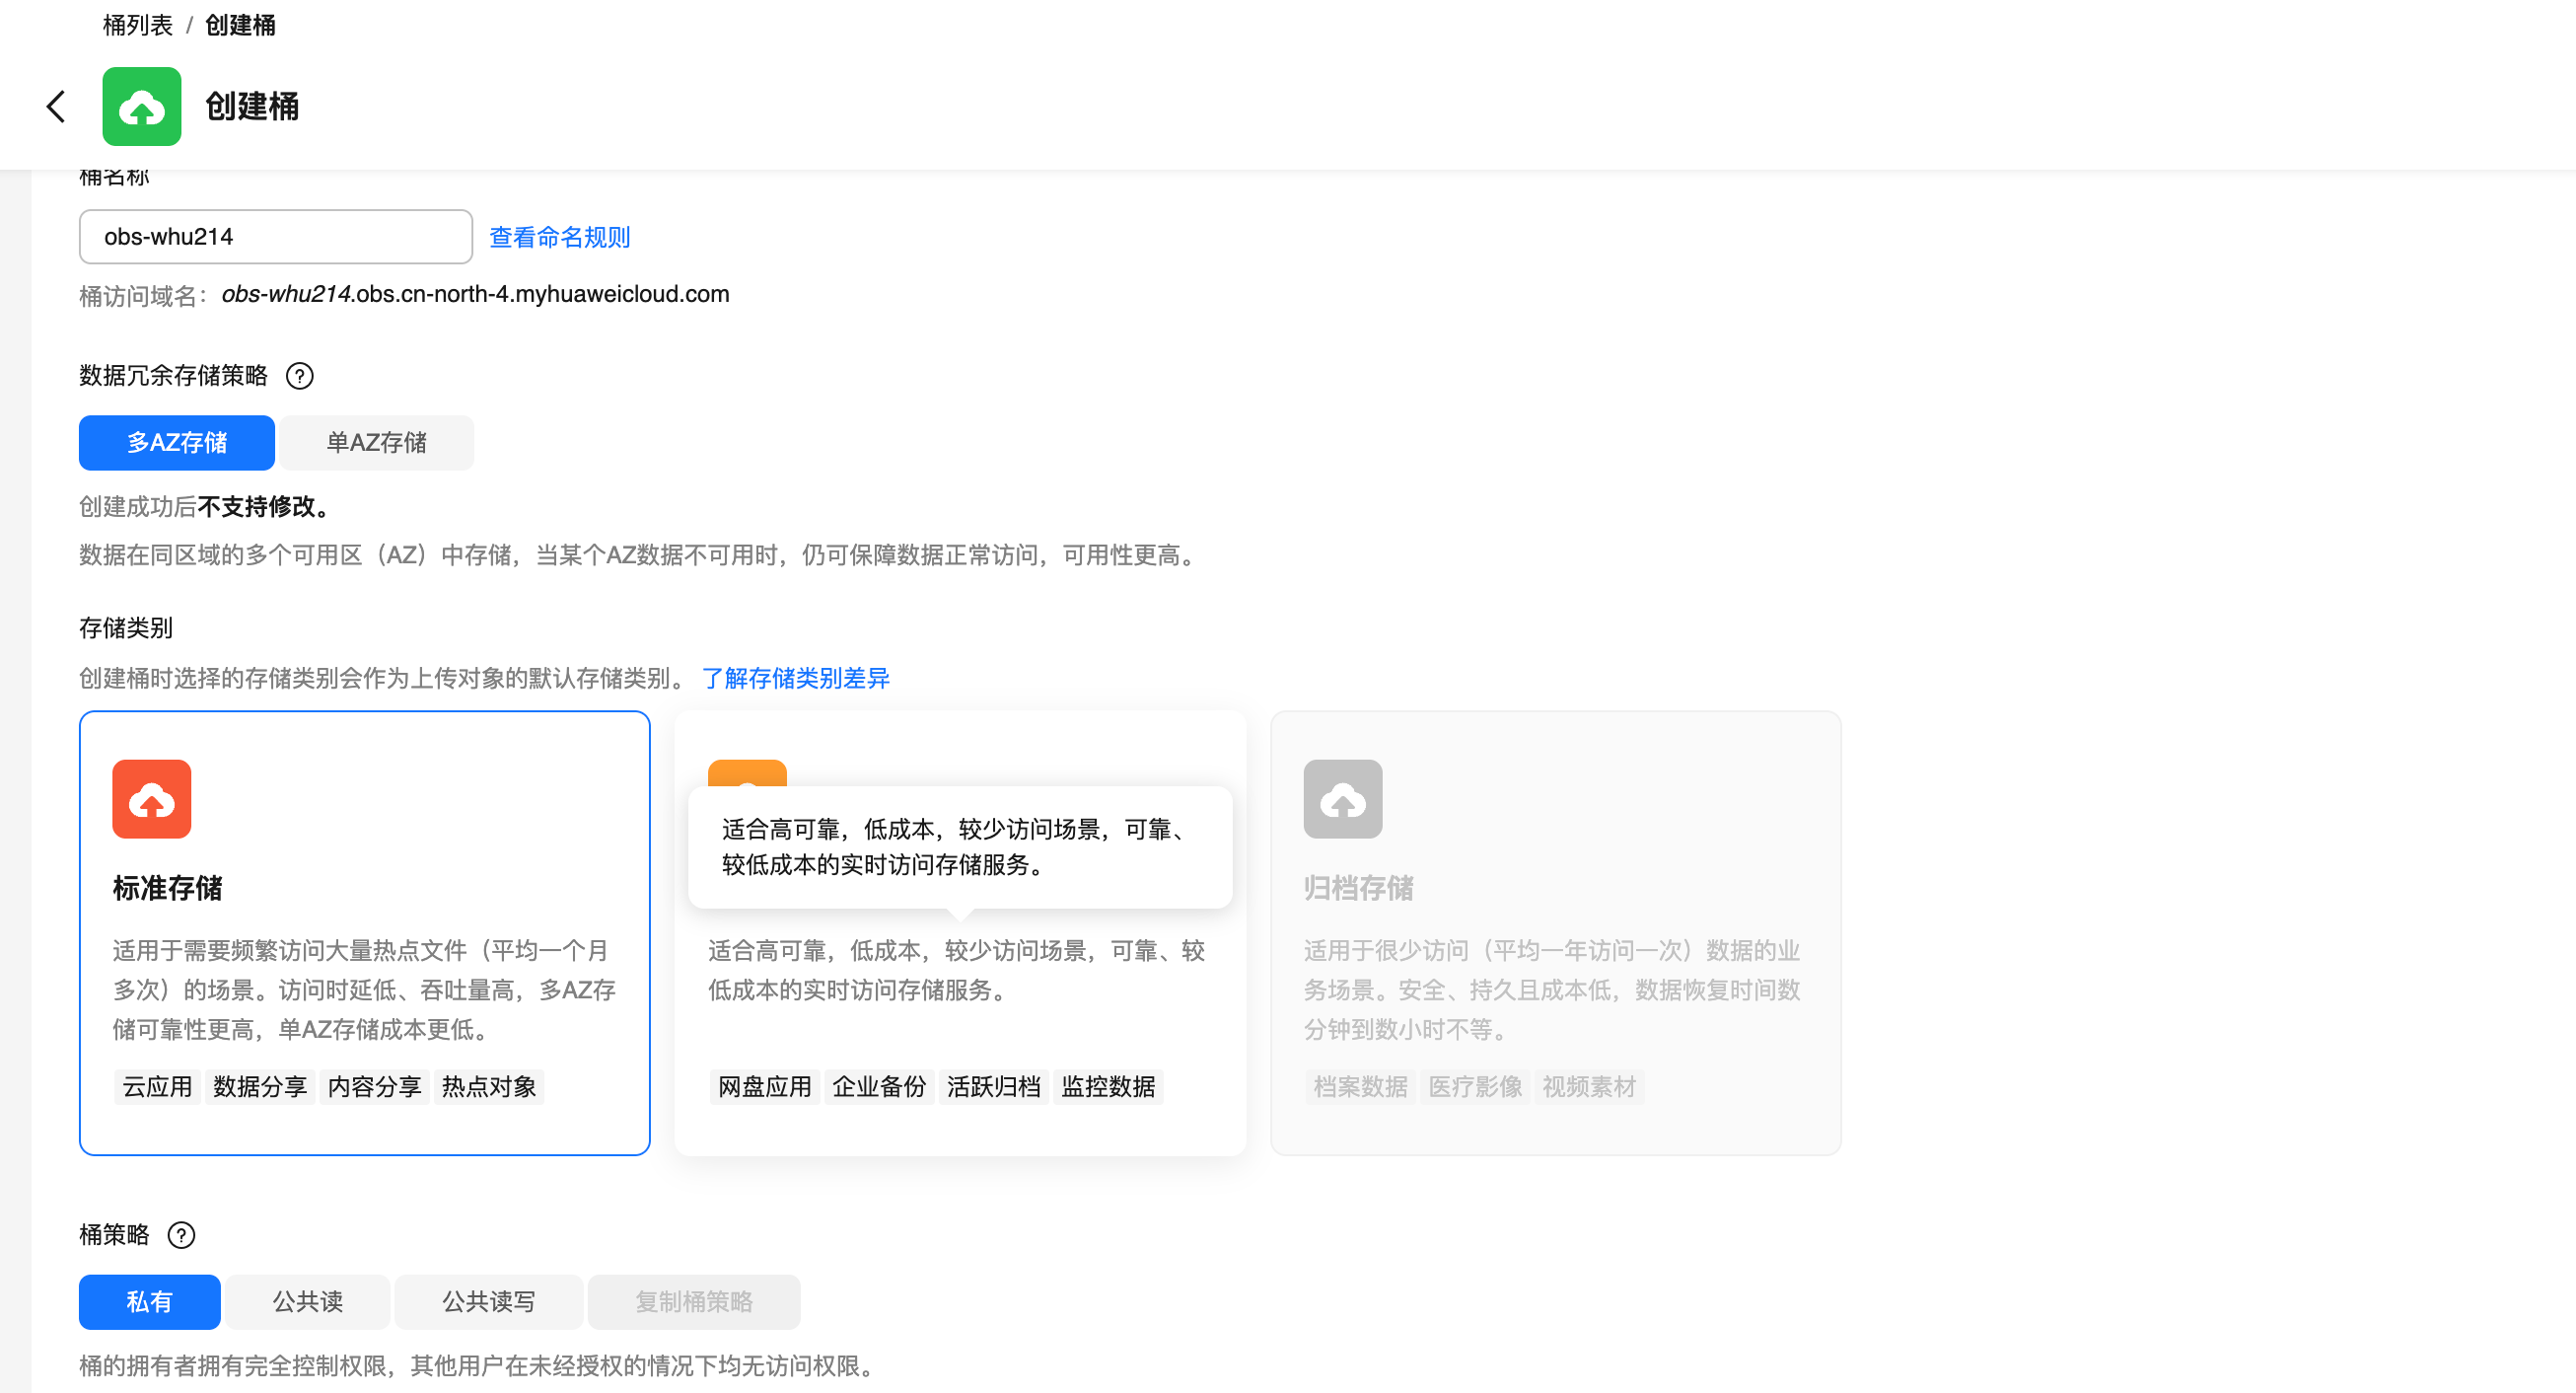 桶列表 / 创建桶
创建桶
桶名称
obs-whu214
查看命名规则
桶访问域名：obs-whu214.obs.cn-north-4.myhuaweicloud.com
数据冗余存储策略 ?
多AZ存储 单AZ存储
创建成功后不支持修改。
数据在同区域的多个可用区（AZ）中存储，当某个AZ数据不可用时，仍可保障数据正常访问，可用性更高。
存储类别
创建桶时选择的存储类别会作为上传对象的默认存储类别。 了解存储类别差异
标准存储
适用于需要频繁访问大量热点文件（平均一个月
多次）的场景。访问时延低、吞吐量高，多AZ存
储可靠性更高，单AZ存储成本更低。
云应用 数据分享 内容分享 热点对象
适合高可靠，低成本，较少访问场景，可靠、
较低成本的实时访问存储服务。
适合高可靠，低成本，较少访问场景，可靠、较
低成本的实时访问存储服务。
网盘应用 企业备份 活跃归档 监控数据
归档存储
适用于很少访问（平均一年访问一次）数据的业
务场景。安全、持久且成本低，数据恢复时间数
分钟到数小时不等。
档案数据 医疗影像 视频素材
桶策略 ?
私有 公共读 公共读写 复制桶策略
桶的拥有者拥有完全控制权限，其他用户在未经授权的情况下均无访问权限。